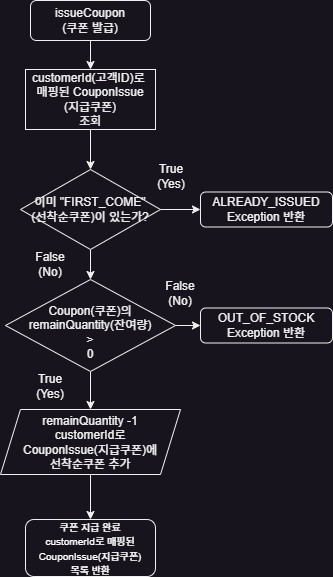 issueCoupon
(쿠폰 발급)
customerId(고객ID)로
매핑된 CouponIssue
(지급쿠폰)
조회
이미 "FIRST_COME"
(선착순쿠폰)이 있는가?
True
(Yes)
ALREADY_ISSUED
Exception 반환
False
(No)
Coupon(쿠폰)의
remainQuantity(잔여량)
>
0
False
(No)
OUT_OF_STOCK
Exception 반환
True
(Yes)
remainQuantity -1
customerId로
CouponIssue(지급쿠폰)에
선착순쿠폰 추가
쿠폰 지급 완료
customerId로 매핑된
CouponIssue(지급쿠폰)
목록 반환